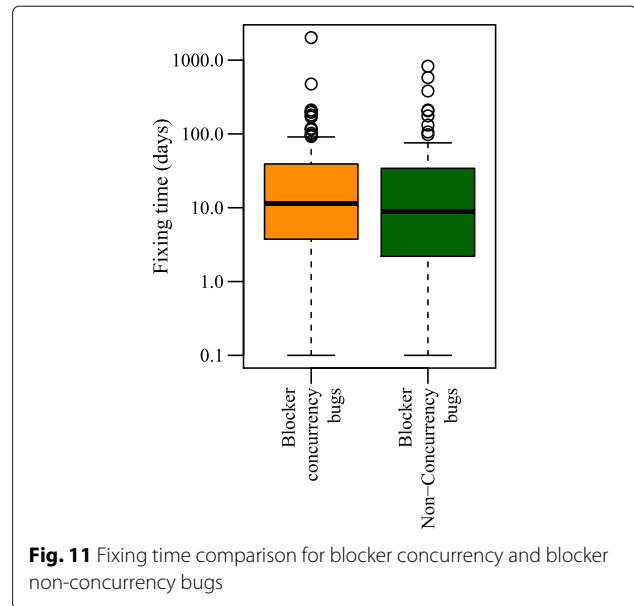 1000.0
100.0
10.0
1.0
0.1
Fixing time (days)
Blocker
concurrency
bugs
Blocker
Non−Concurrency
bugs
Fig. 11 Fixing time comparison for blocker concurrency and blocker
non-concurrency bugs